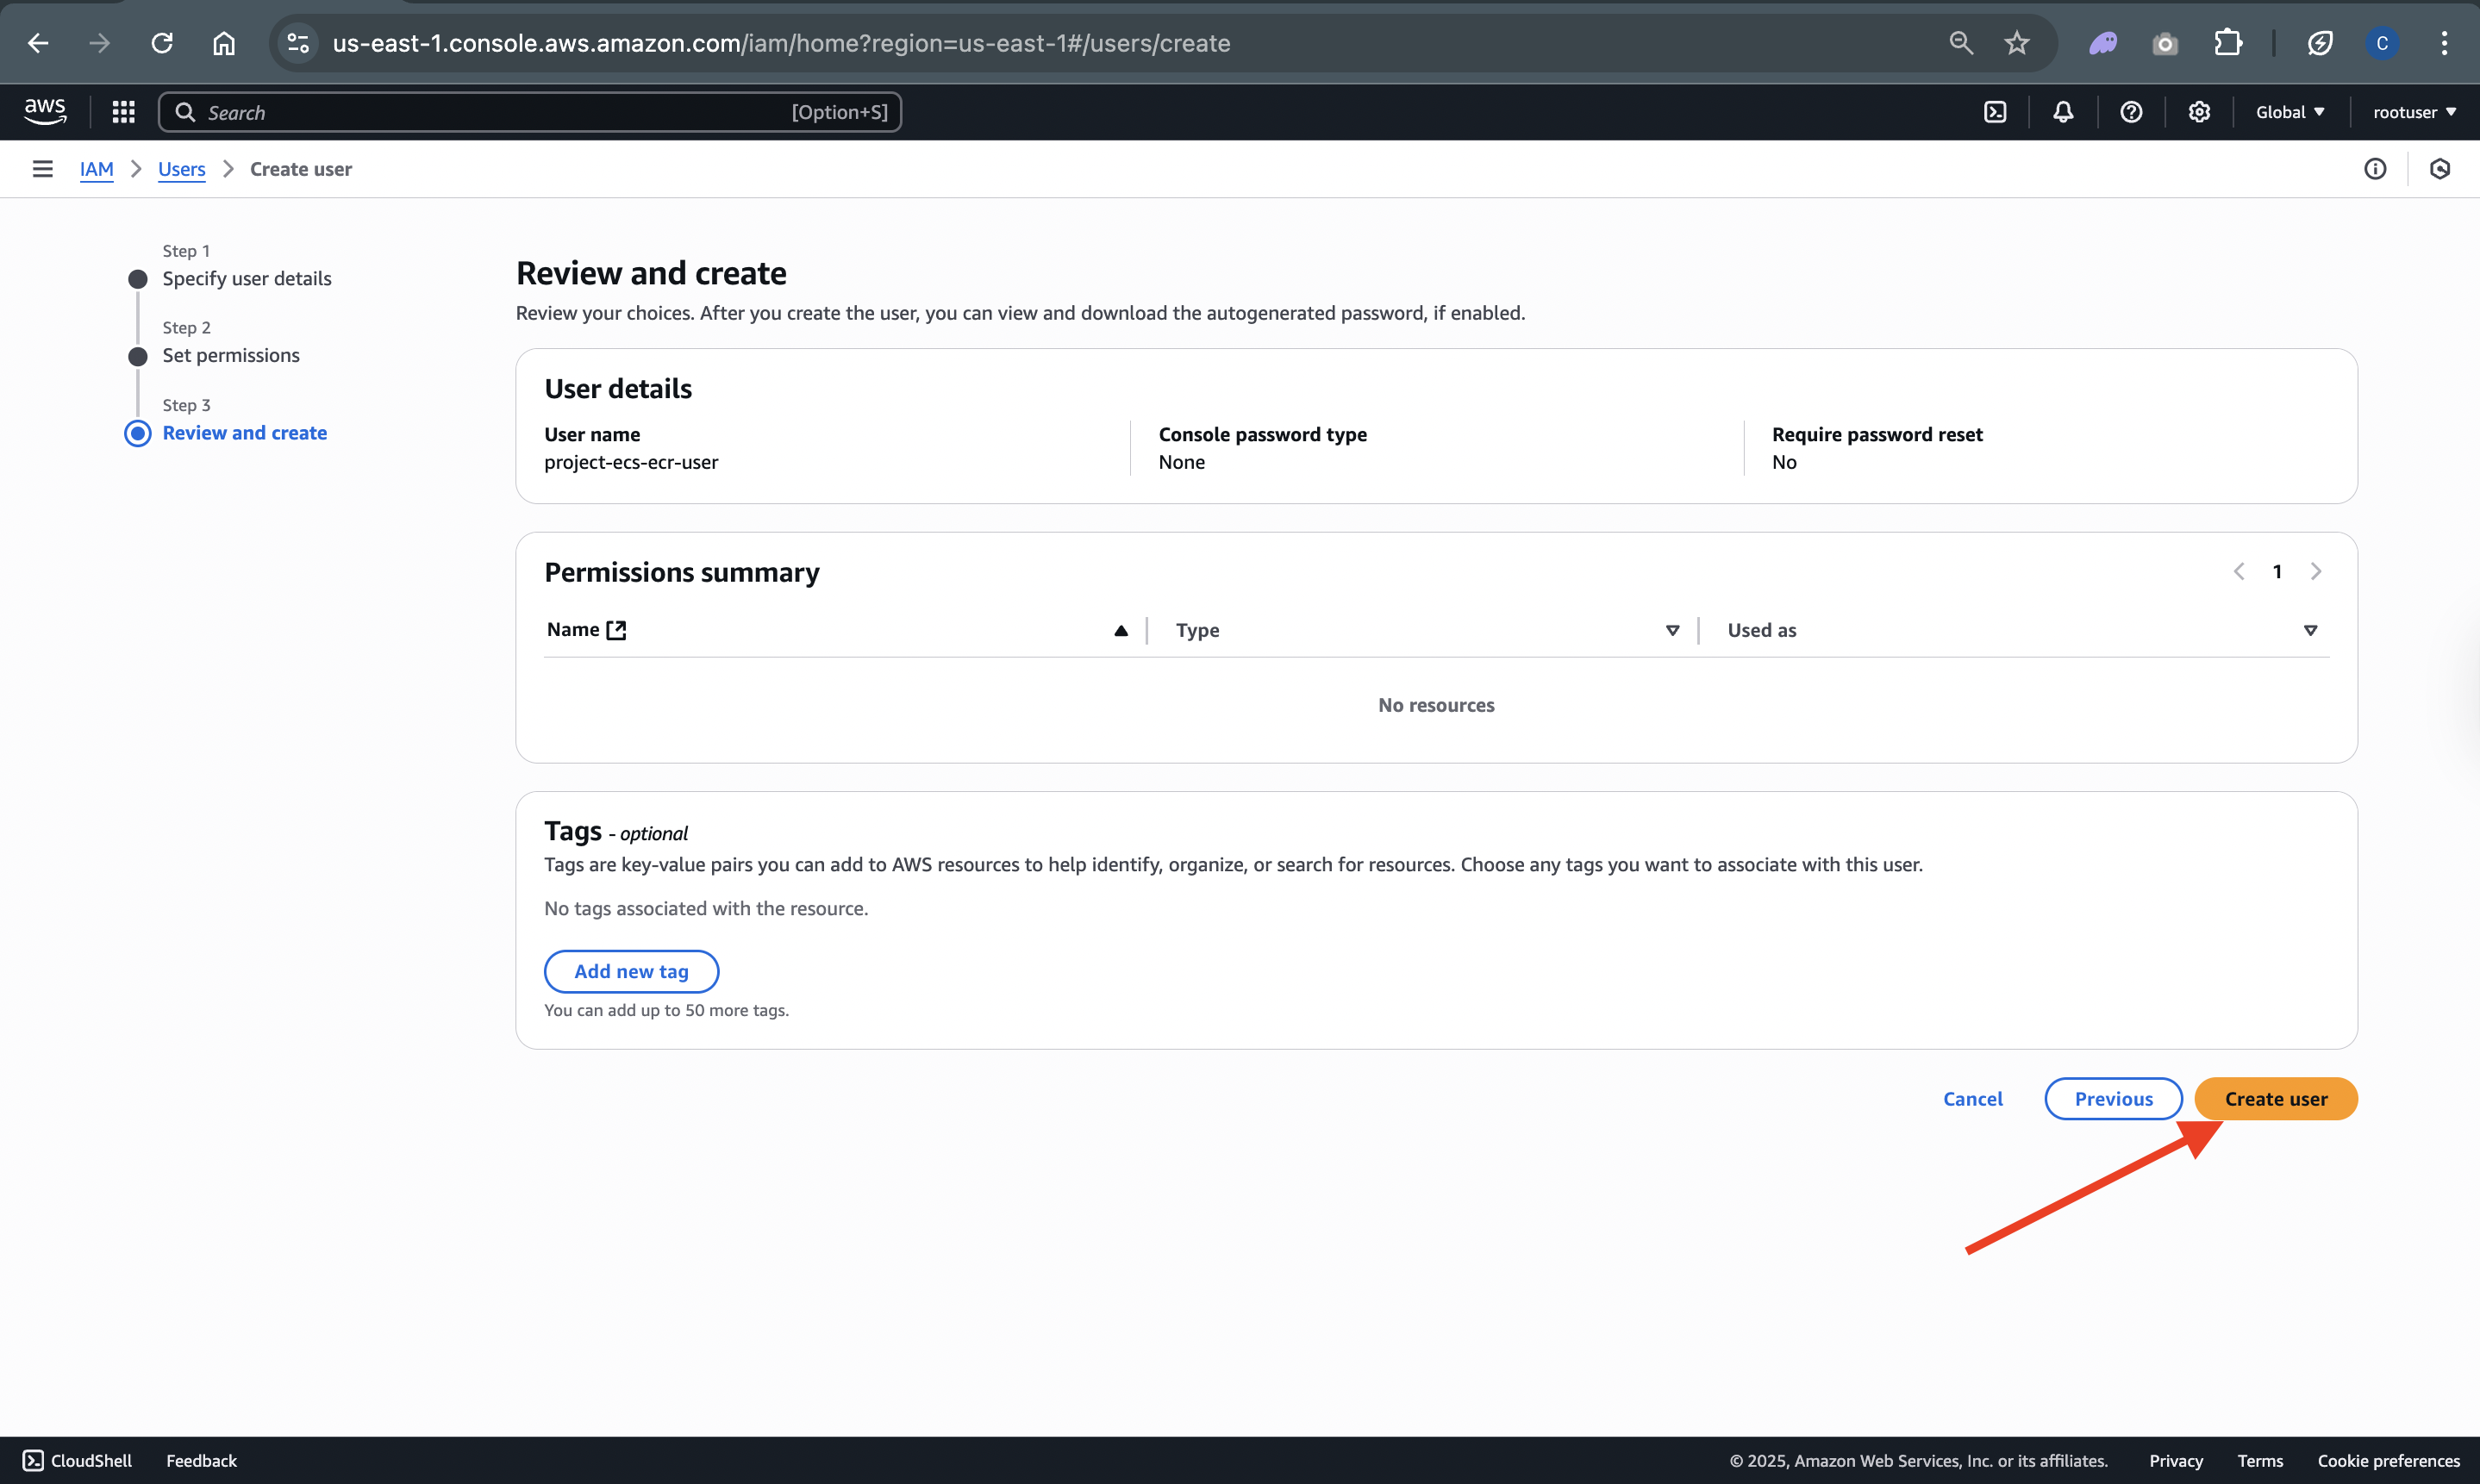 us-east-1.console.aws.amazon.com/iam/home?region=us-east-1#/users/create
C
aws
Search
[Option+S]
Global
rootuser
IAM
Users
Create user
Step 1
Specify user details
Step 2
Set permissions
Step 3
Review and create
Review and create
Review your choices. After you create the user, you can view and download the autogenerated password, if enabled.
User details
User name
project-ecs-ecr-user
Console password type
None
Require password reset
No
Permissions summary
1
Name
Type
Used as
No resources
Tags - optional
Tags are key-value pairs you can add to AWS resources to help identify, organize, or search for resources. Choose any tags you want to associate with this user.
No tags associated with the resource.
Add new tag
You can add up to 50 more tags.
Cancel
Previous
Create user
CloudShell
Feedback
© 2025, Amazon Web Services, Inc. or its affiliates.
Privacy
Terms
Cookie preferences